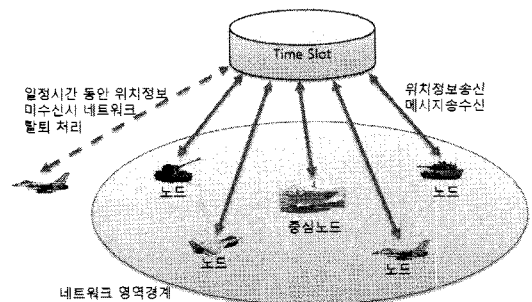 Time Slot
일정시간 동안 위치정보
미수신시 네트워크
탈퇴 처리
위치정보송신
메시지송수신
노드
노드
중심노드
노드
노드
네트워크 영역경계